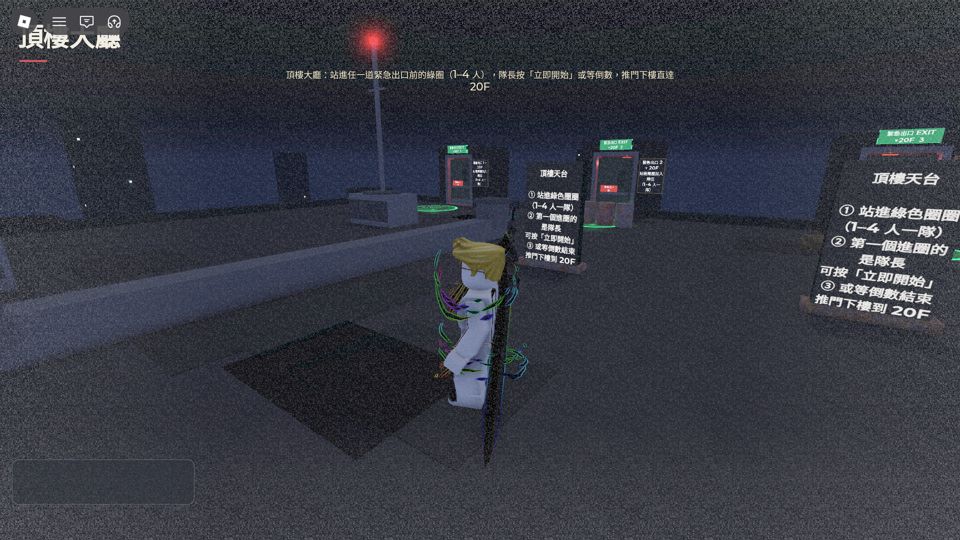 頂樓大廳
頂樓大廳：站進任一道緊急出口前的綠圈（1–4 人），隊長按「立即開始」或等倒數，推門下樓直達
20F
緊急出口 EXIT
→20F 3
頂樓天台
① 站進綠色圈圈
（1–4 人一隊）
② 第一個進圈的
是隊長
可按「立即開始」
③ 或等倒數結束
推門下樓到 20F
頂樓天台
① 站進綠色圈圈
（1–4 人一隊）
② 第一個進圈的
是隊長
可按「立即開始」
③ 或等倒數結束
推門下樓到 20F